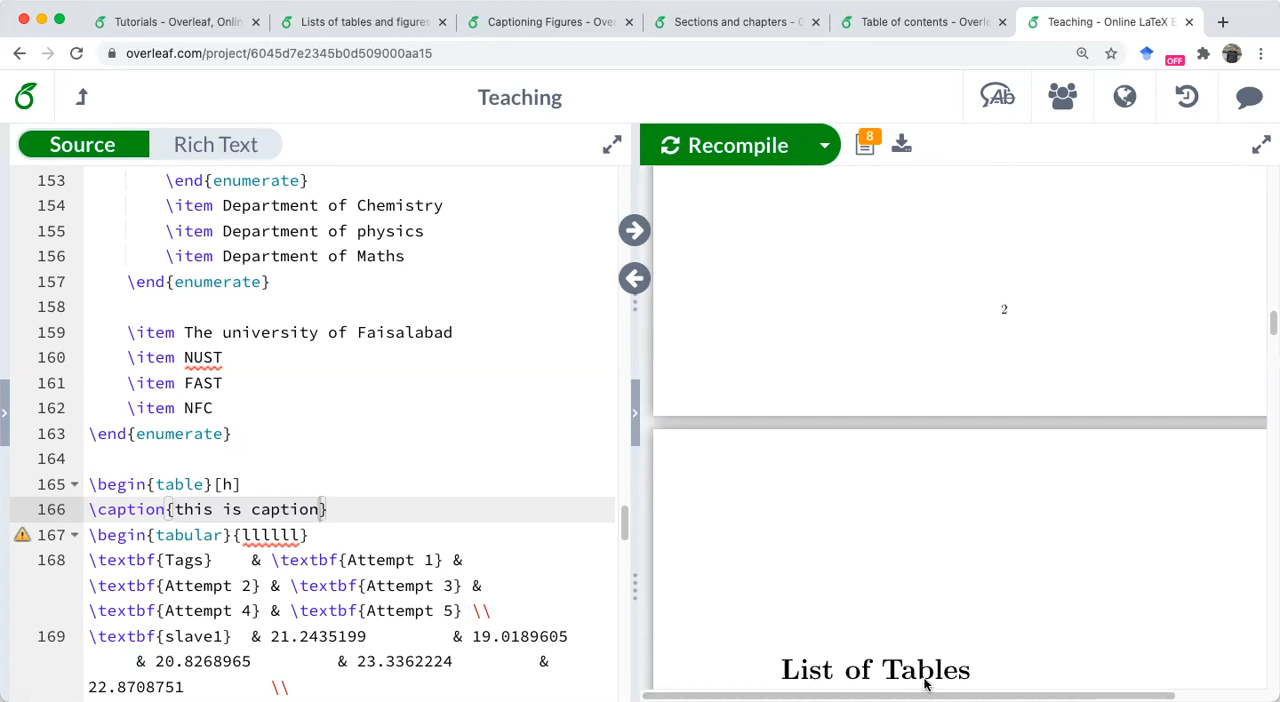 Tutorials - Overleaf, Onlin
Lists of tables and figures
Captioning Figures - Ove
Sections and chapters - O
Table of contents - Overle
Teaching - Online LaTeX E
overleaf.com/project/6045d7e2345b0d509000aa15
OFF
Teaching
Ab
Source
Rich Text
Recompile
8
153 \end{enumerate}
154 \item Department of Chemistry
155 \item Department of physics
156 \item Department of Maths
157 \end{enumerate}
158
159 \item The university of Faisalabad
160 \item NUST
161 \item FAST
162 \item NFC
163 \end{enumerate}
164
165 \begin{table}[h]
166 \caption{this is caption}
167 \begin{tabular}{llllll}
168 \textbf{Tags} & \textbf{Attempt 1} &
\textbf{Attempt 2} & \textbf{Attempt 3} &
\textbf{Attempt 4} & \textbf{Attempt 5} \\
169 \textbf{slave1} & 21.2435199 & 19.0189605
& 20.8268965 & 23.3362224 &
22.8708751 \\
2
List of Tables